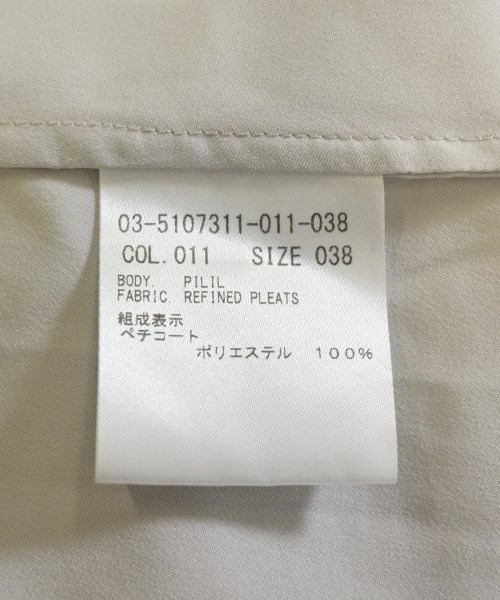 03-5107311-011-038
COL. 011 SIZE 038
BODY. PILIL
FABRIC. REFINED PLEATS
組成表示
ペチコート
ポリエステル 100%